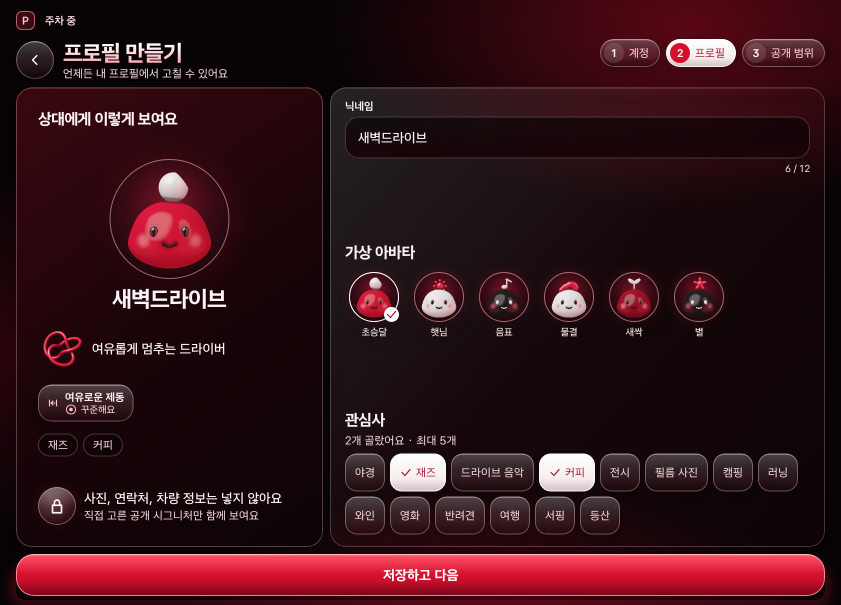 P 주차 중
프로필 만들기
언제든 내 프로필에서 고칠 수 있어요
1 계정
2 프로필
3 공개 범위
상대에게 이렇게 보여요
새벽드라이브
여유롭게 멈추는 드라이버
여유로운 제동
꾸준해요
재즈
커피
사진, 연락처, 차량 정보는 넣지 않아요
직접 고른 공개 시그니처만 함께 보여요
닉네임
새벽드라이브
6 / 12
가상 아바타
초승달
햇님
음표
물결
새싹
별
관심사
2개 골랐어요 · 최대 5개
야경
재즈
드라이브 음악
커피
전시
필름 사진
캠핑
러닝
와인
영화
반려견
여행
서핑
등산
저장하고 다음